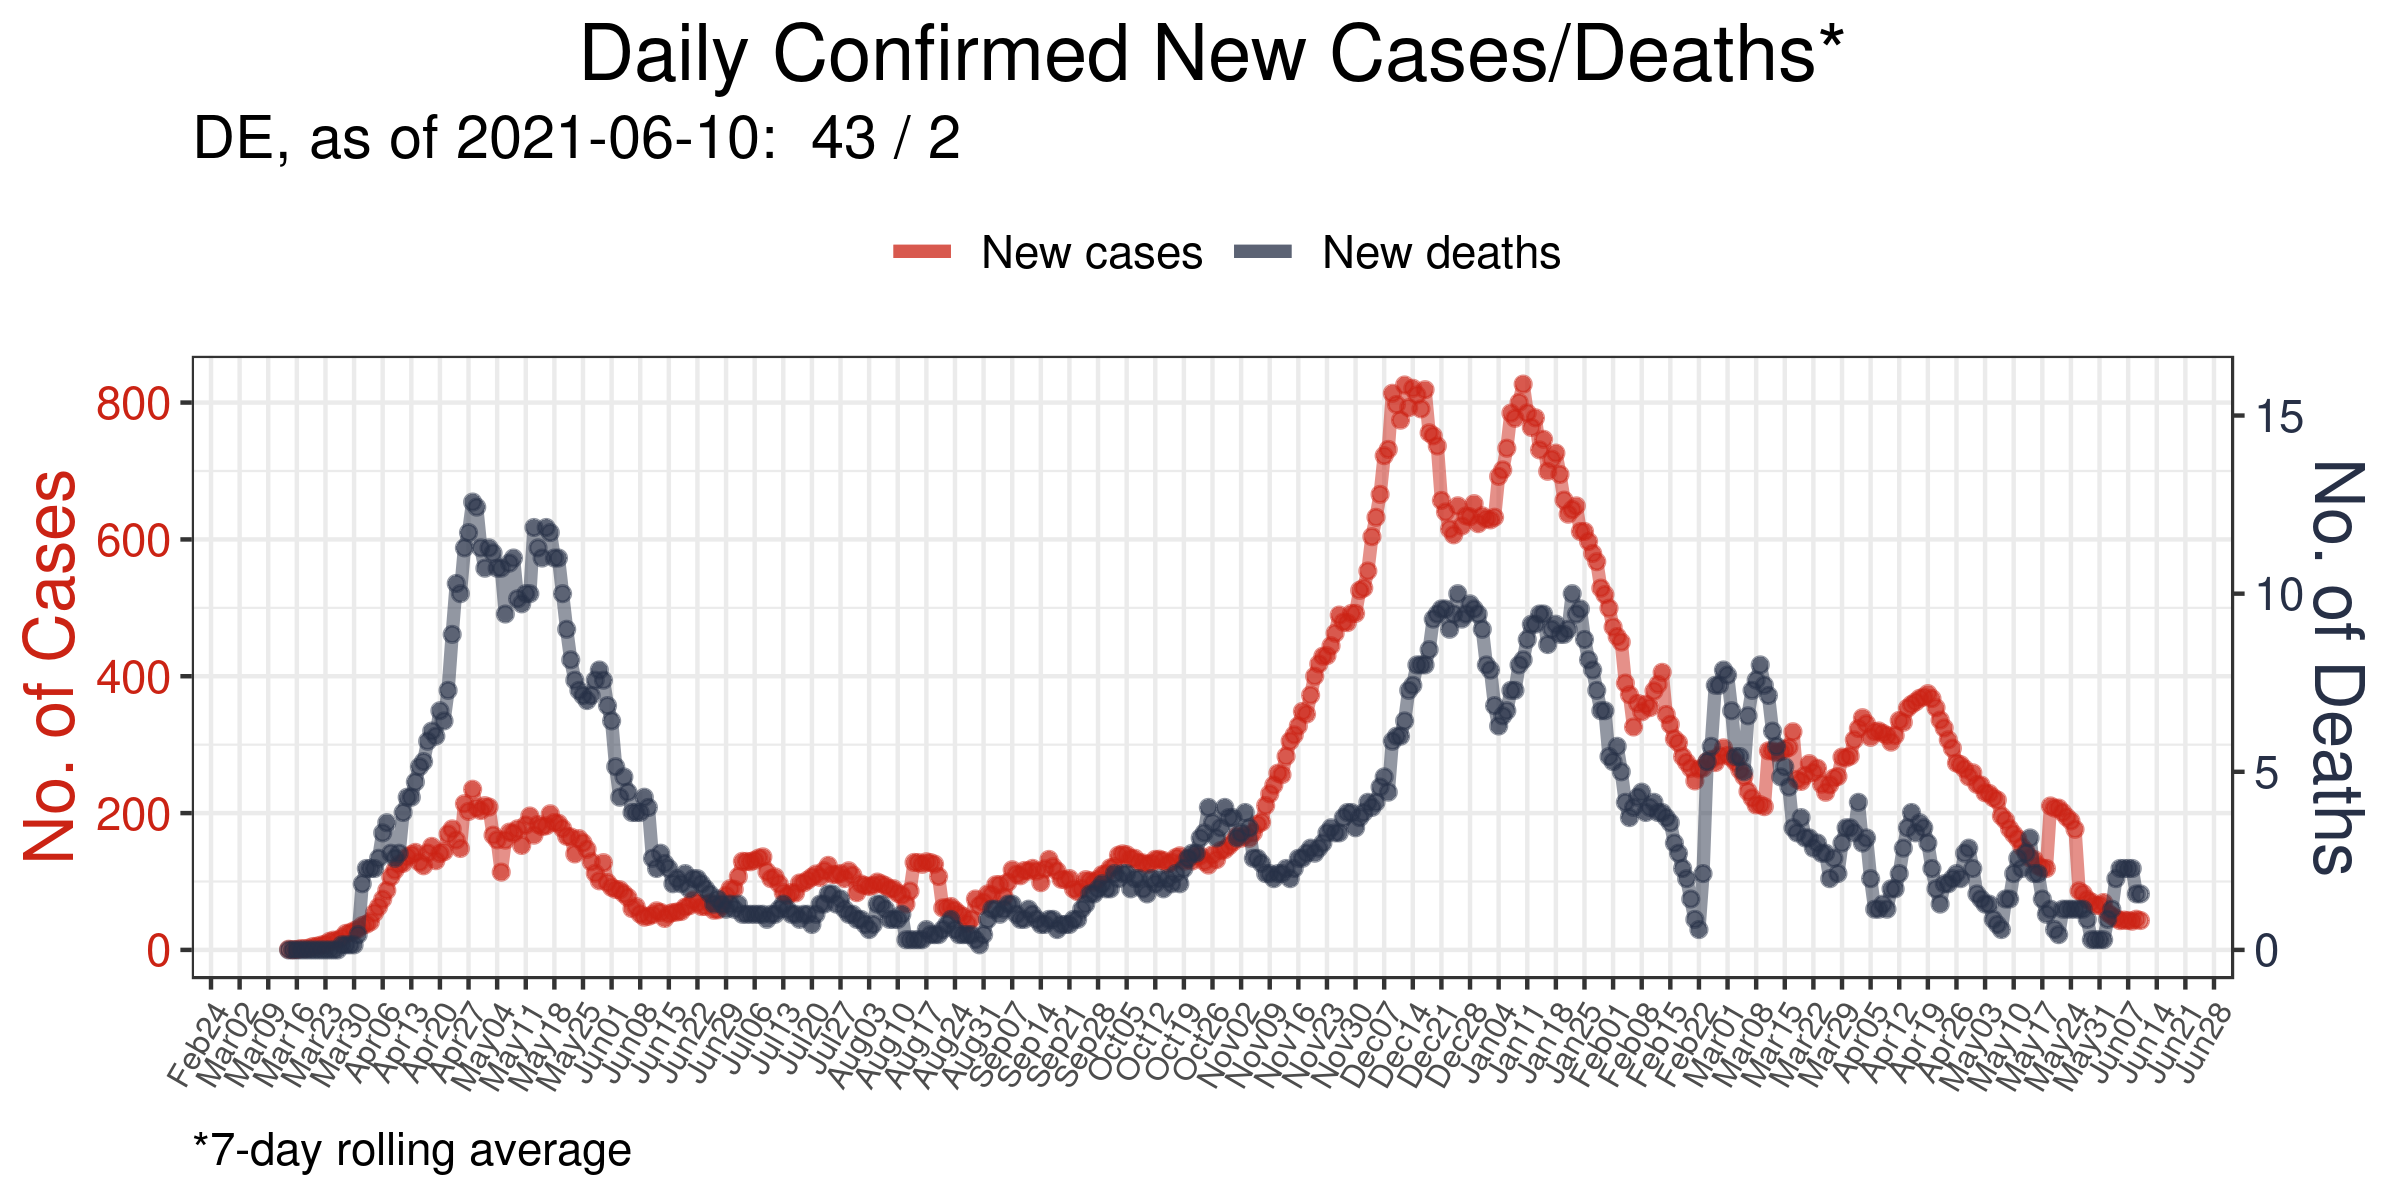 Daily Confirmed New Cases/Deaths*
DE, as of 2021-06-10:  43 / 2
New cases New deaths
No. of Cases
800
600
400
200
0
15
10
5
0
No. of Deaths
Feb24 Mar02 Mar09 Mar16 Mar23 Mar30 Apr06 Apr13 Apr20 Apr27 May04 May11 May18 May25 Jun01 Jun08 Jun15 Jun22 Jun29 Jul06 Jul13 Jul20 Jul27 Aug03 Aug10 Aug17 Aug24 Aug31 Sep07 Sep14 Sep21 Sep28 Oct05 Oct12 Oct19 Oct26 Nov02 Nov09 Nov16 Nov23 Nov30 Dec07 Dec14 Dec21 Dec28 Jan04 Jan11 Jan18 Jan25 Feb01 Feb08 Feb15 Feb22 Mar01 Mar08 Mar15 Mar22 Mar29 Apr05 Apr12 Apr19 Apr26 May03 May10 May17 May24 May31 Jun07 Jun14 Jun21 Jun28
*7-day rolling average